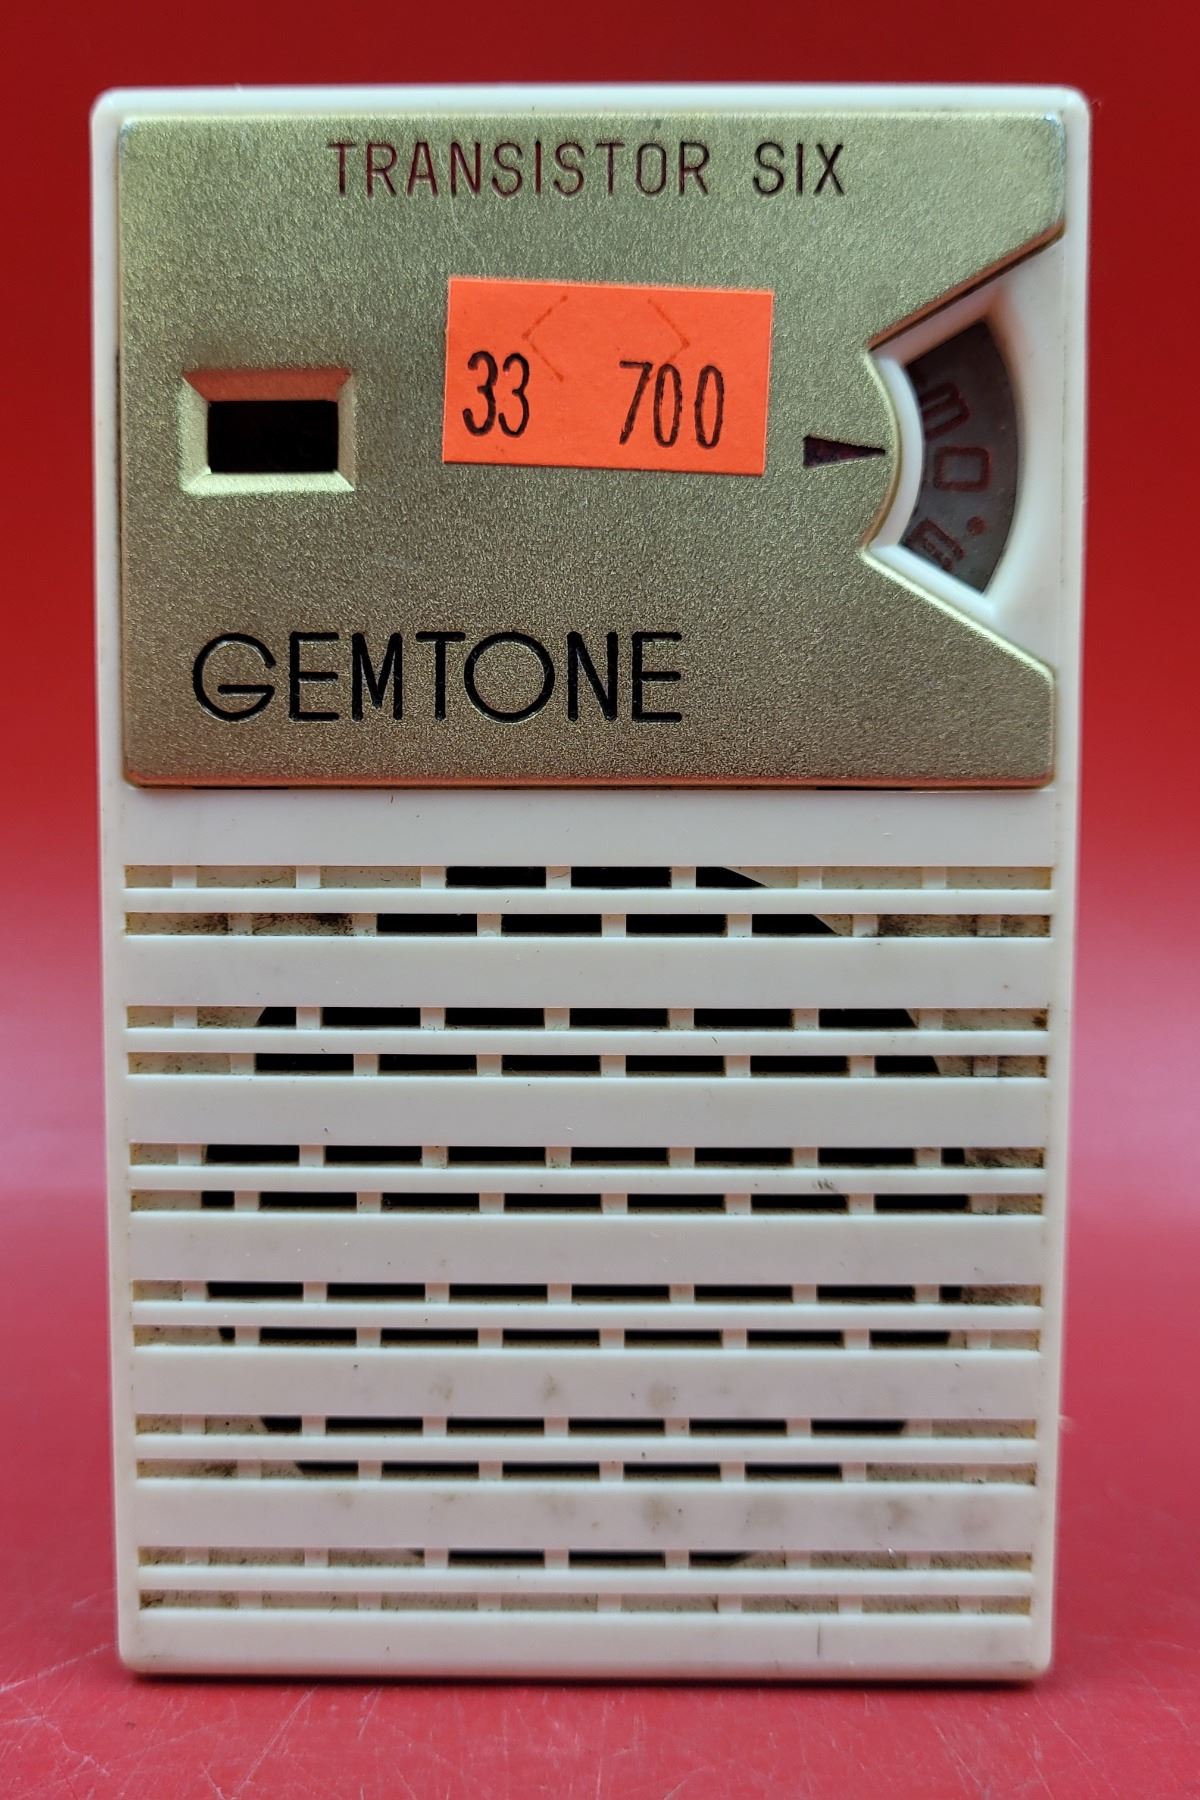 TRANSISTOR SIX
33 700
GEMTONE